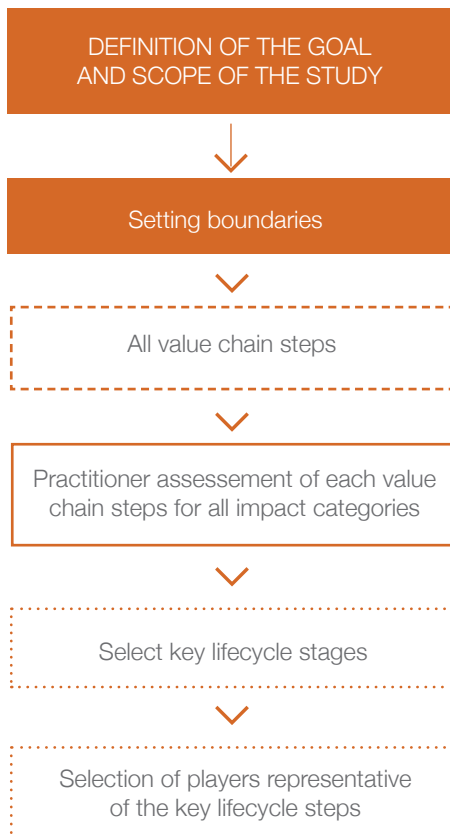 DEFINITION OF THE GOAL
AND SCOPE OF THE STUDY
Setting boundaries
All value chain steps
Practitioner assessement of each value
chain steps for all impact categories
Select key lifecycle stages
Selection of players representative
of the key lifecycle steps